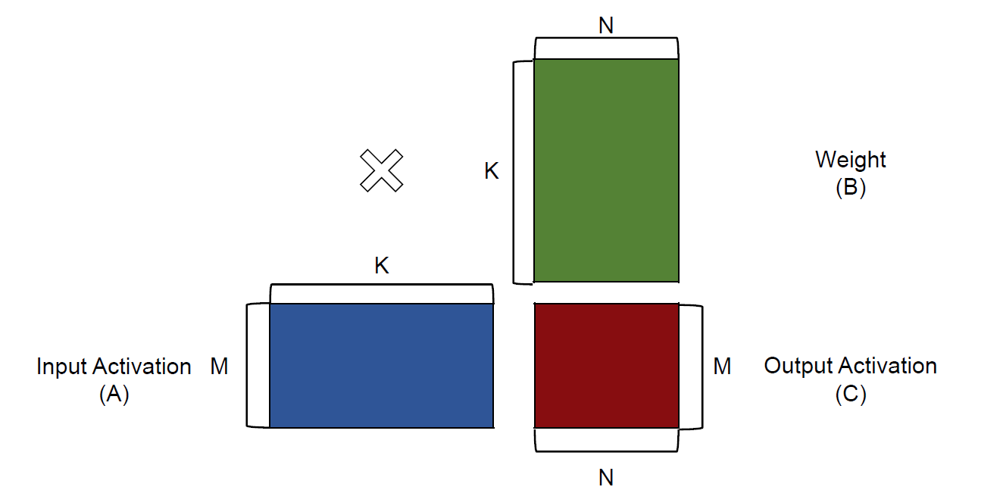 N
K
Weight
(B)
K
Input Activation
(A)
M
M
Output Activation
(C)
N